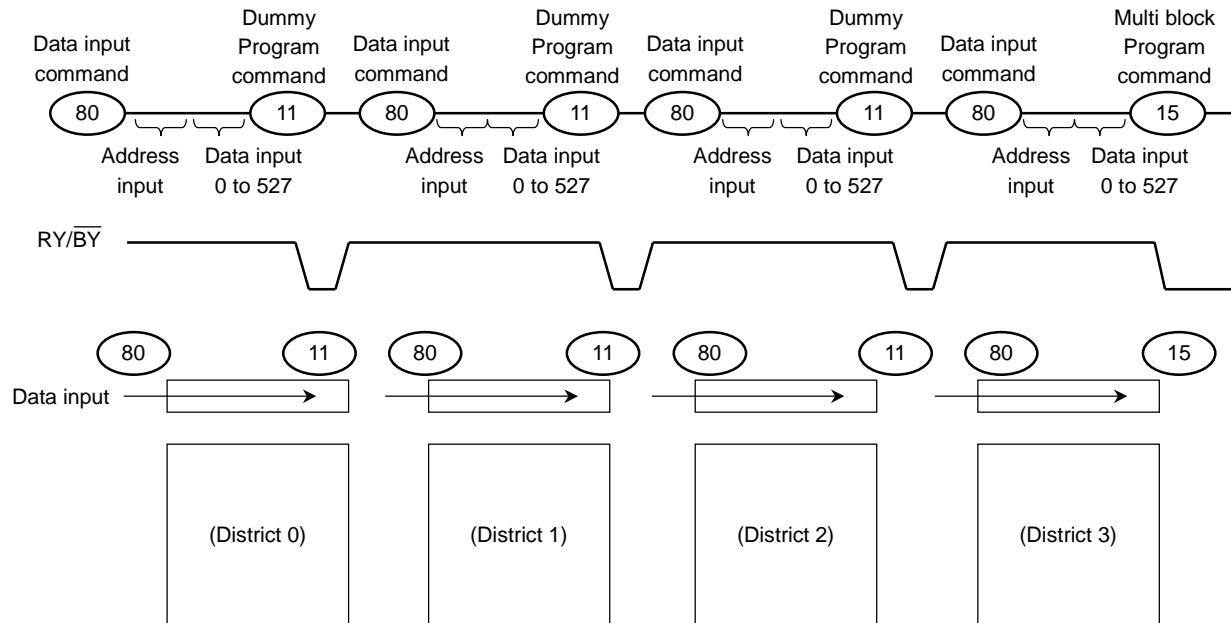 Data input
command
Dummy
Program
command
Data input
command
Dummy
Program
command
Data input
command
Dummy
Program
command
Data input
command
Multi block
Program
command
80
11
80
11
80
11
80
15
Address
input
Data input
0 to 527
Address
input
Data input
0 to 527
Address
input
Data input
0 to 527
Address
input
Data input
0 to 527
RY/B̅Y̅
80
11
80
11
80
11
80
15
Data input
(District 0)
(District 1)
(District 2)
(District 3)